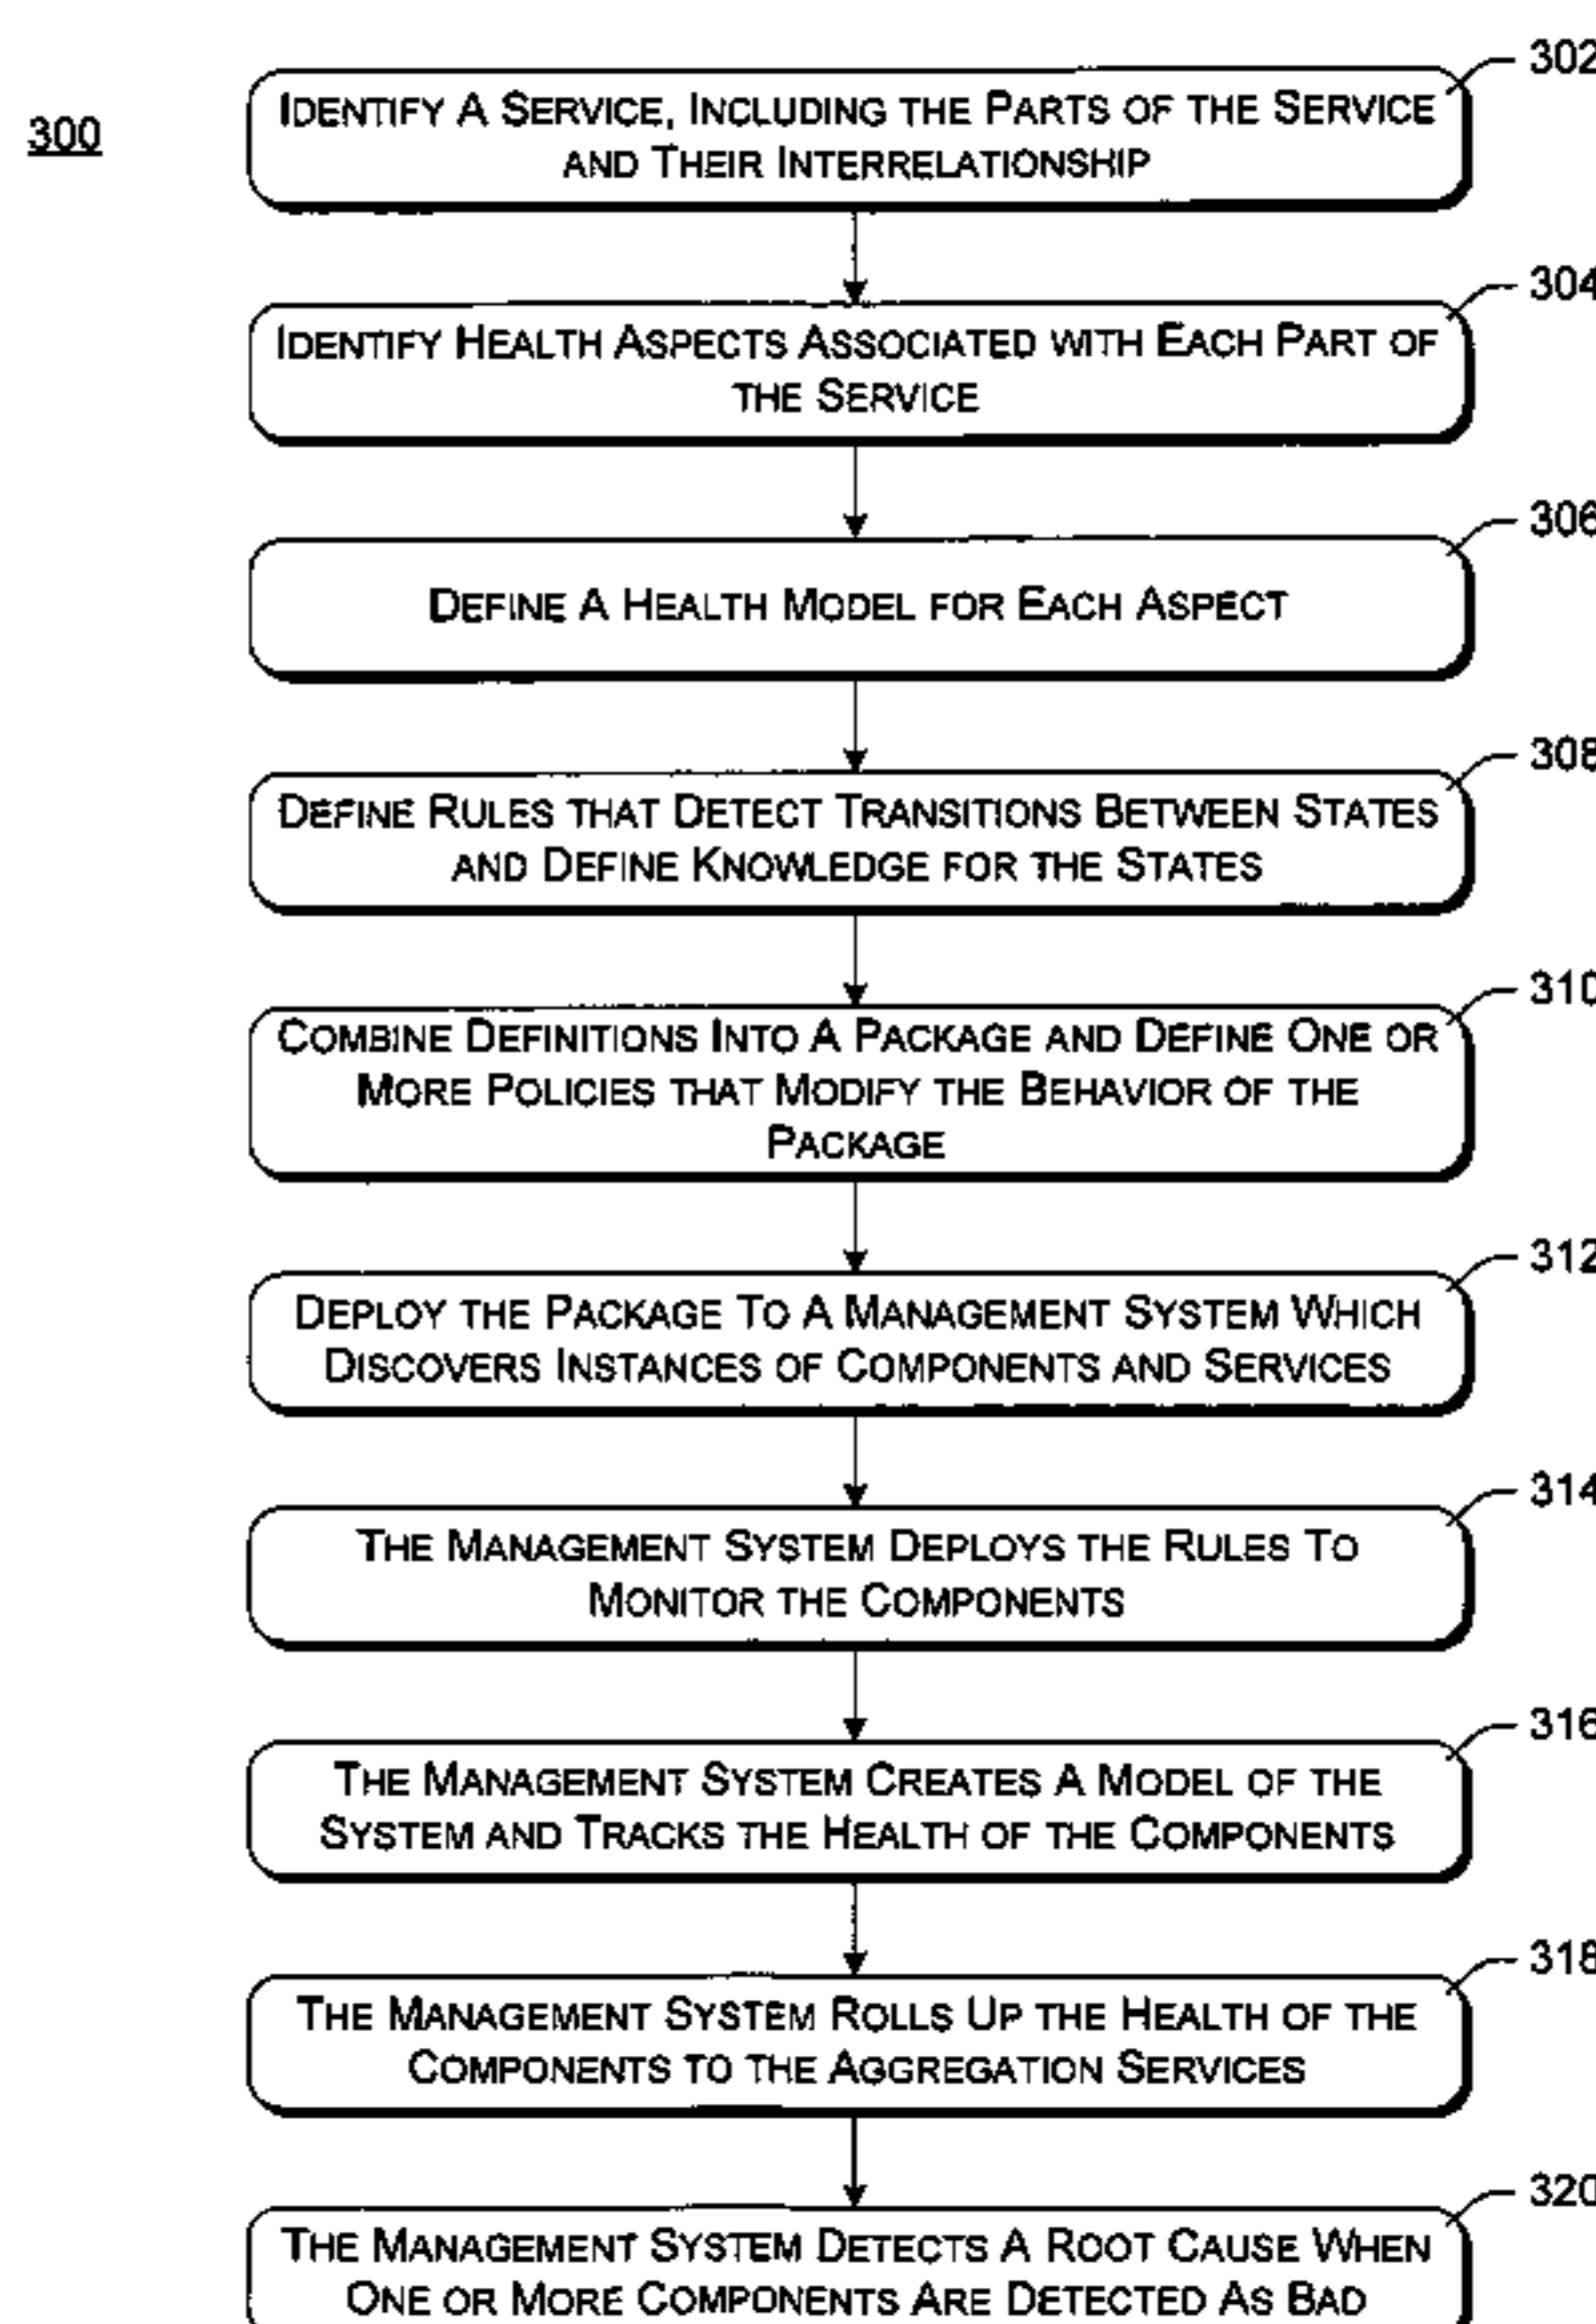 300
302
IDENTIFY A SERVICE, INCLUDING THE PARTS OF THE SERVICE
AND THEIR INTERRELATIONSHIP
304
IDENTIFY HEALTH ASPECTS ASSOCIATED WITH EACH PART OF
THE SERVICE
306
DEFINE A HEALTH MODEL FOR EACH ASPECT
308
DEFINE RULES THAT DETECT TRANSITIONS BETWEEN STATES
AND DEFINE KNOWLEDGE FOR THE STATES
310
COMBINE DEFINITIONS INTO A PACKAGE AND DEFINE ONE OR
MORE POLICIES THAT MODIFY THE BEHAVIOR OF THE
PACKAGE
312
DEPLOY THE PACKAGE TO A MANAGEMENT SYSTEM WHICH
DISCOVERS INSTANCES OF COMPONENTS AND SERVICES
314
THE MANAGEMENT SYSTEM DEPLOYS THE RULES TO
MONITOR THE COMPONENTS
316
THE MANAGEMENT SYSTEM CREATES A MODEL OF THE
SYSTEM AND TRACKS THE HEALTH OF THE COMPONENTS
318
THE MANAGEMENT SYSTEM ROLLS UP THE HEALTH OF THE
COMPONENTS TO THE AGGREGATION SERVICES
320
THE MANAGEMENT SYSTEM DETECTS A ROOT CAUSE WHEN
ONE OR MORE COMPONENTS ARE DETECTED AS BAD